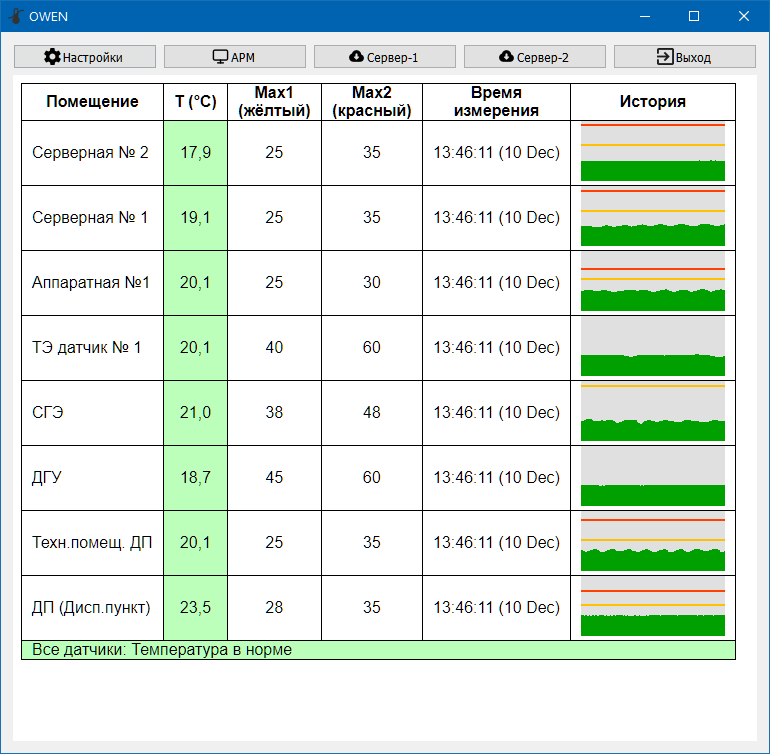 OWEN
Настройки АРМ Сервер-1 Сервер-2 Выход
Помещение T (°C) Max1 (жёлтый) Max2 (красный) Время измерения История
Серверная № 2 17,9 25 35 13:46:11 (10 Dec)
Серверная № 1 19,1 25 35 13:46:11 (10 Dec)
Аппаратная №1 20,1 25 30 13:46:11 (10 Dec)
ТЭ датчик № 1 20,1 40 60 13:46:11 (10 Dec)
СГЭ 21,0 38 48 13:46:11 (10 Dec)
ДГУ 18,7 45 60 13:46:11 (10 Dec)
Техн.помещ. ДП 20,1 25 35 13:46:11 (10 Dec)
ДП (Дисп.пункт) 23,5 28 35 13:46:11 (10 Dec)
Все датчики: Температура в норме